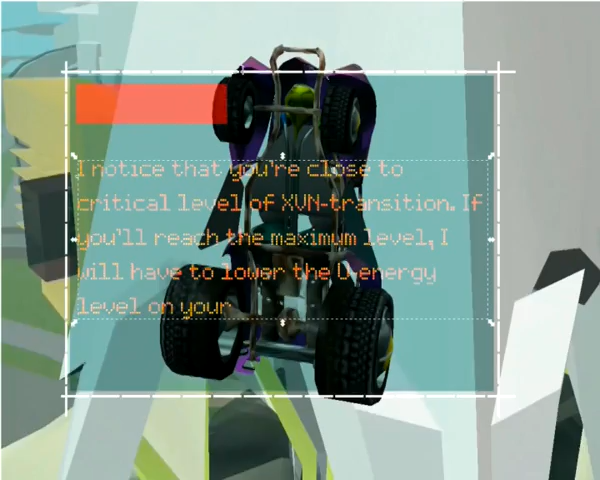 I notice that you're close to
critical level of XVN-transition. If
you'll reach the maximum level, I
will have to lower the U energy
level on your